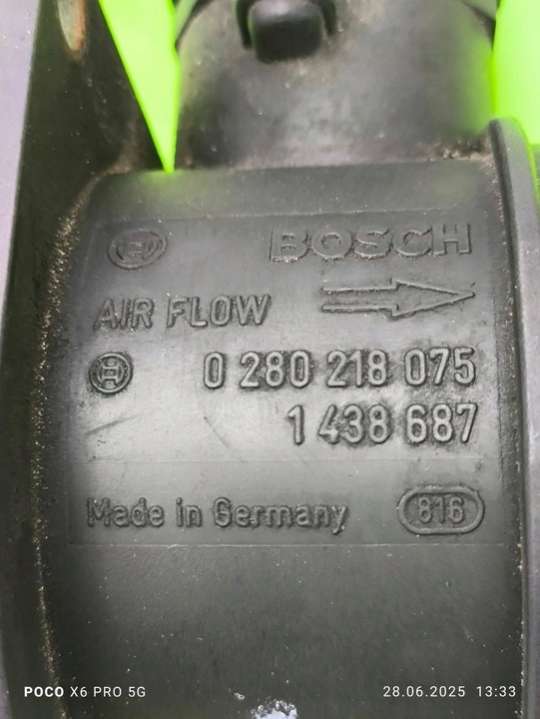 BOSCH
AIR FLOW
0 280 218 075
1 438 687
Made in Germany 816
POCO X6 PRO 5G 28.06.2025 13:33